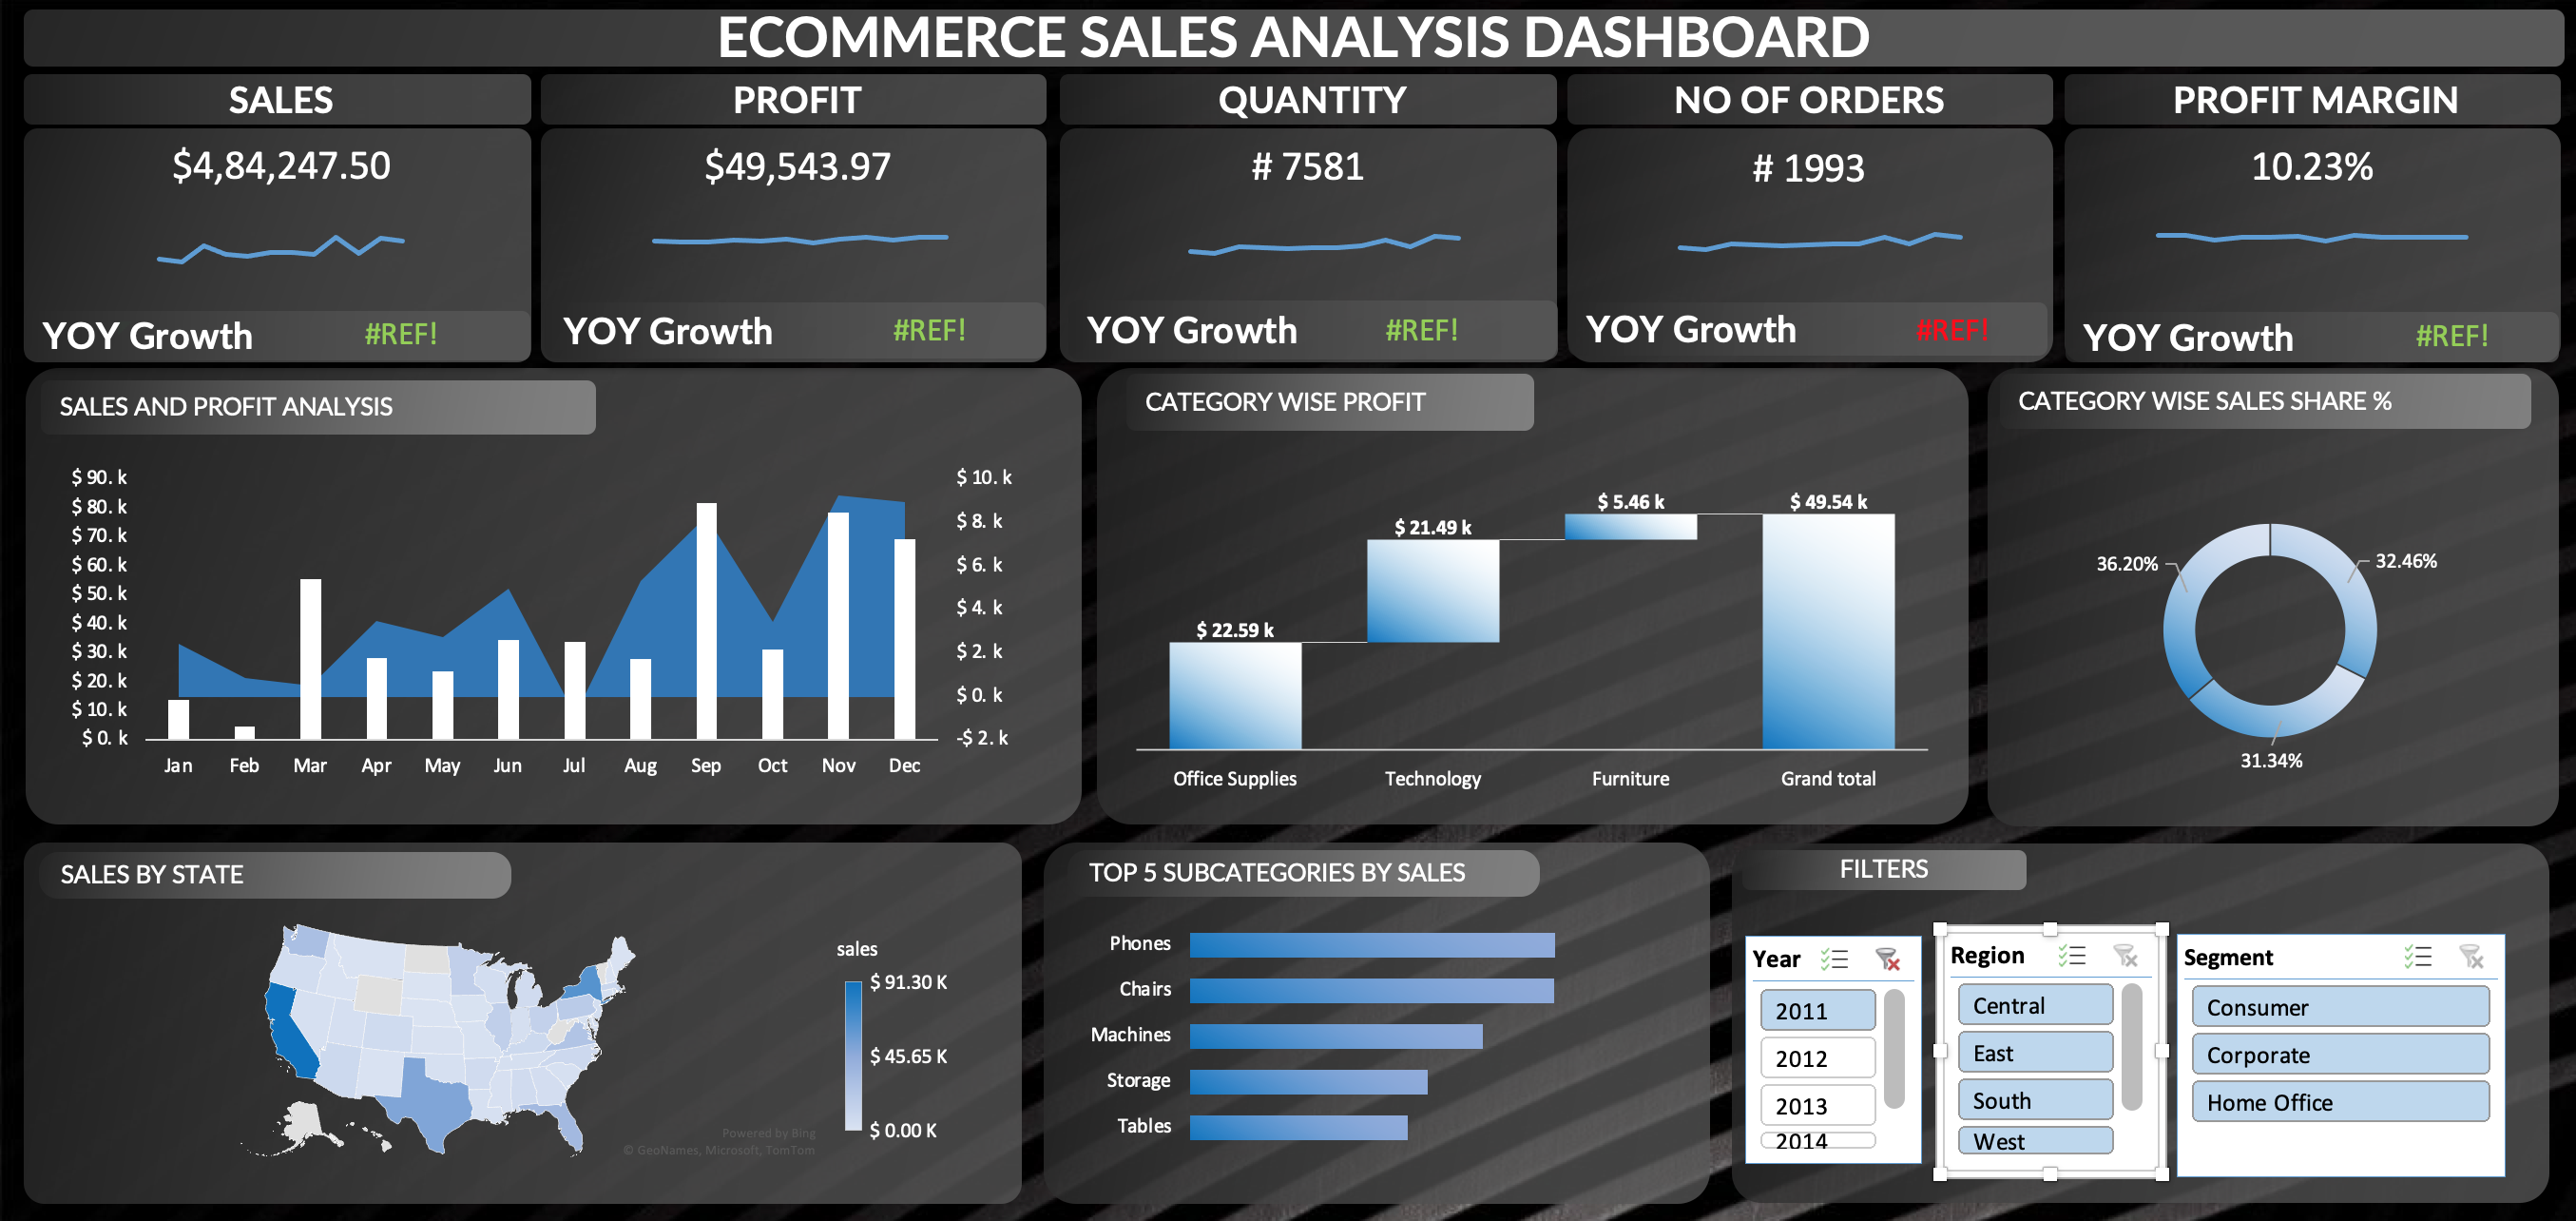 ECOMMERCE SALES ANALYSIS DASHBOARD
SALES
PROFIT
QUANTITY
NO OF ORDERS
PROFIT MARGIN
$4,84,247.50
$49,543.97
# 7581
# 1993
10.23%
YOY Growth #REF!
YOY Growth #REF!
YOY Growth #REF!
YOY Growth #REF!
YOY Growth #REF!
SALES AND PROFIT ANALYSIS
$ 90. k
$ 80. k
$ 70. k
$ 60. k
$ 50. k
$ 40. k
$ 30. k
$ 20. k
$ 10. k
$ 0. k
$ 10. k
$ 8. k
$ 6. k
$ 4. k
$ 2. k
$ 0. k
-$ 2. k
Jan Feb Mar Apr May Jun Jul Aug Sep Oct Nov Dec
CATEGORY WISE PROFIT
$ 22.59 k
$ 21.49 k
$ 5.46 k
$ 49.54 k
Office Supplies Technology Furniture Grand total
CATEGORY WISE SALES SHARE %
36.20%
32.46%
31.34%
SALES BY STATE
sales
$ 91.30 K
$ 45.65 K
$ 0.00 K
Powered by Bing
© GeoNames, Microsoft, TomTom
TOP 5 SUBCATEGORIES BY SALES
Phones
Chairs
Machines
Storage
Tables
FILTERS
Year
2011
2012
2013
2014
Region
Central
East
South
West
Segment
Consumer
Corporate
Home Office